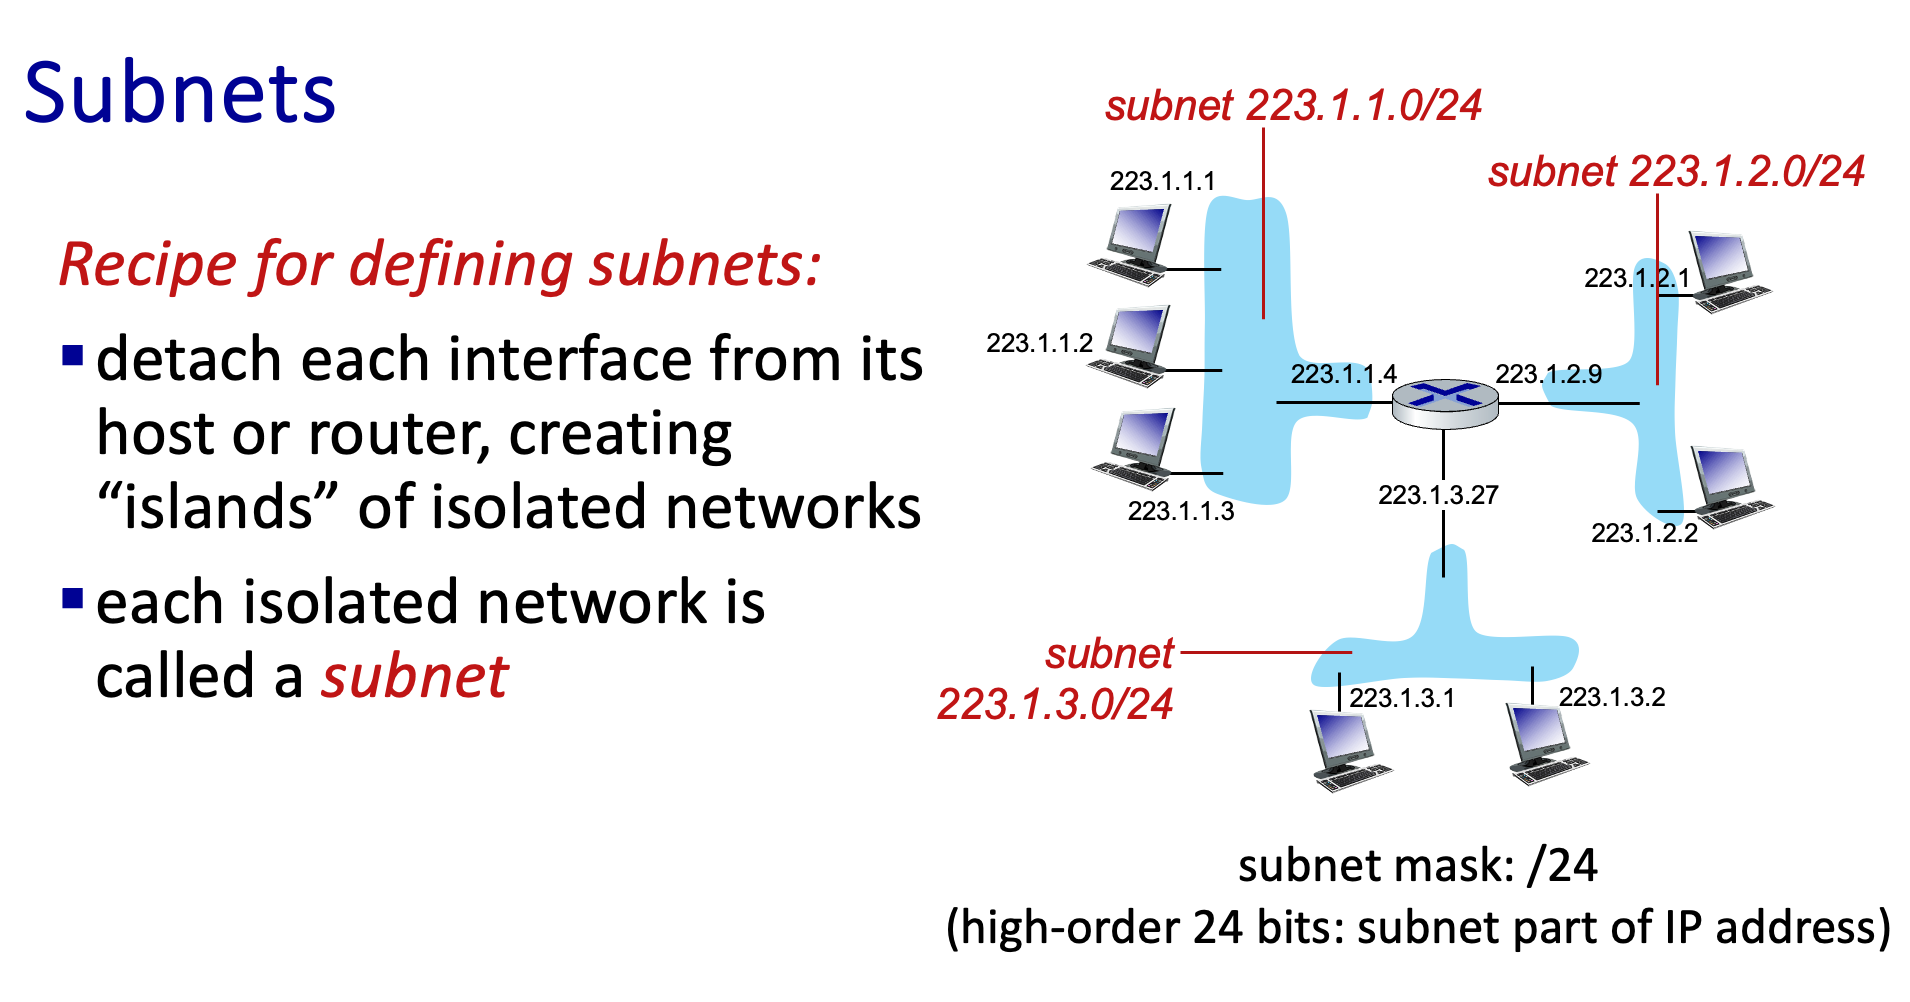 Subnets
Recipe for defining subnets:
detach each interface from its
host or router, creating
“islands” of isolated networks
each isolated network is
called a subnet
subnet 223.1.1.0/24
subnet 223.1.2.0/24
223.1.1.1
223.1.2.1
223.1.1.2
223.1.1.4
223.1.2.9
223.1.3.27
223.1.1.3
223.1.2.2
subnet
223.1.3.0/24
223.1.3.1
223.1.3.2
subnet mask: /24
(high-order 24 bits: subnet part of IP address)